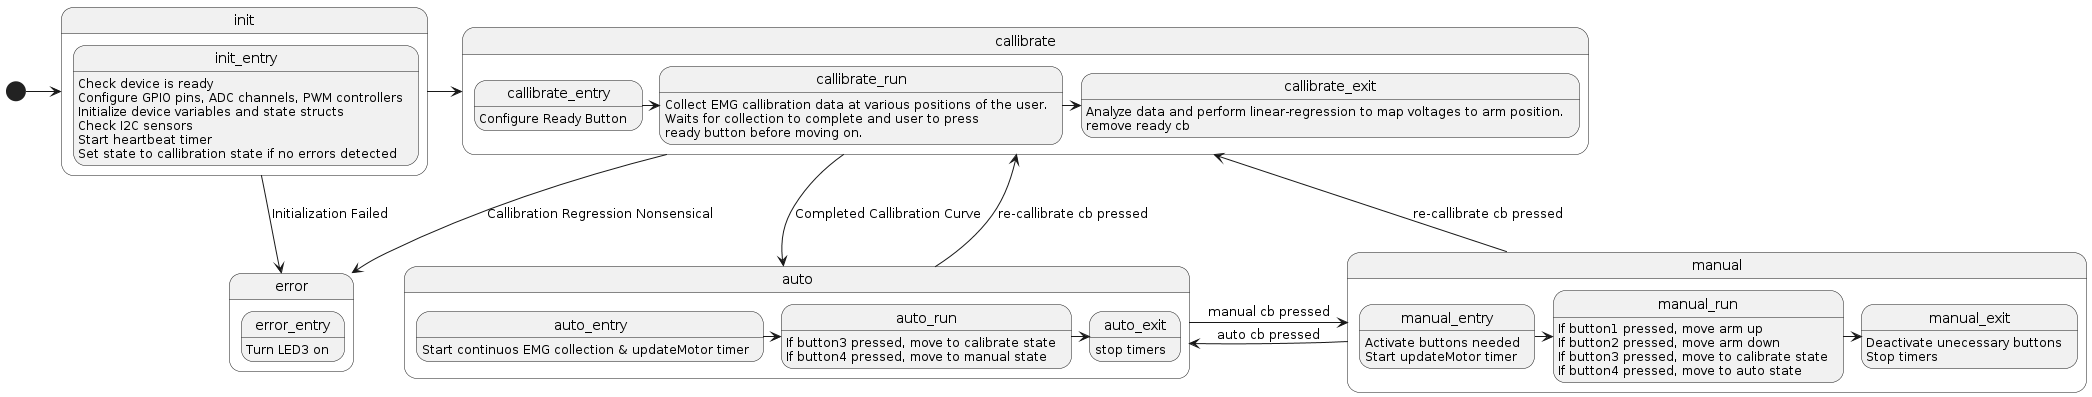 init
init_entry
Check device is ready
Configure GPIO pins, ADC channels, PWM controllers
Initialize device variables and state structs
Check I2C sensors
Start heartbeat timer
Set state to callibration state if no errors detected
callibrate
callibrate_entry
Configure Ready Button
callibrate_run
Collect EMG callibration data at various positions of the user.
Waits for collection to complete and user to press
ready button before moving on.
callibrate_exit
Analyze data and perform linear-regression to map voltages to arm position.
remove ready cb
Initialization Failed
Callibration Regression Nonsensical
Completed Callibration Curve
re-callibrate cb pressed
re-callibrate cb pressed
error
error_entry
Turn LED3 on
auto
auto_entry
Start continuos EMG collection & updateMotor timer
auto_run
If button3 pressed, move to calibrate state
If button4 pressed, move to manual state
auto_exit
stop timers
manual cb pressed
auto cb pressed
manual
manual_entry
Activate buttons needed
Start updateMotor timer
manual_run
If button1 pressed, move arm up
If button2 pressed, move arm down
If button3 pressed, move to calibrate state
If button4 pressed, move to auto state
manual_exit
Deactivate unecessary buttons
Stop timers